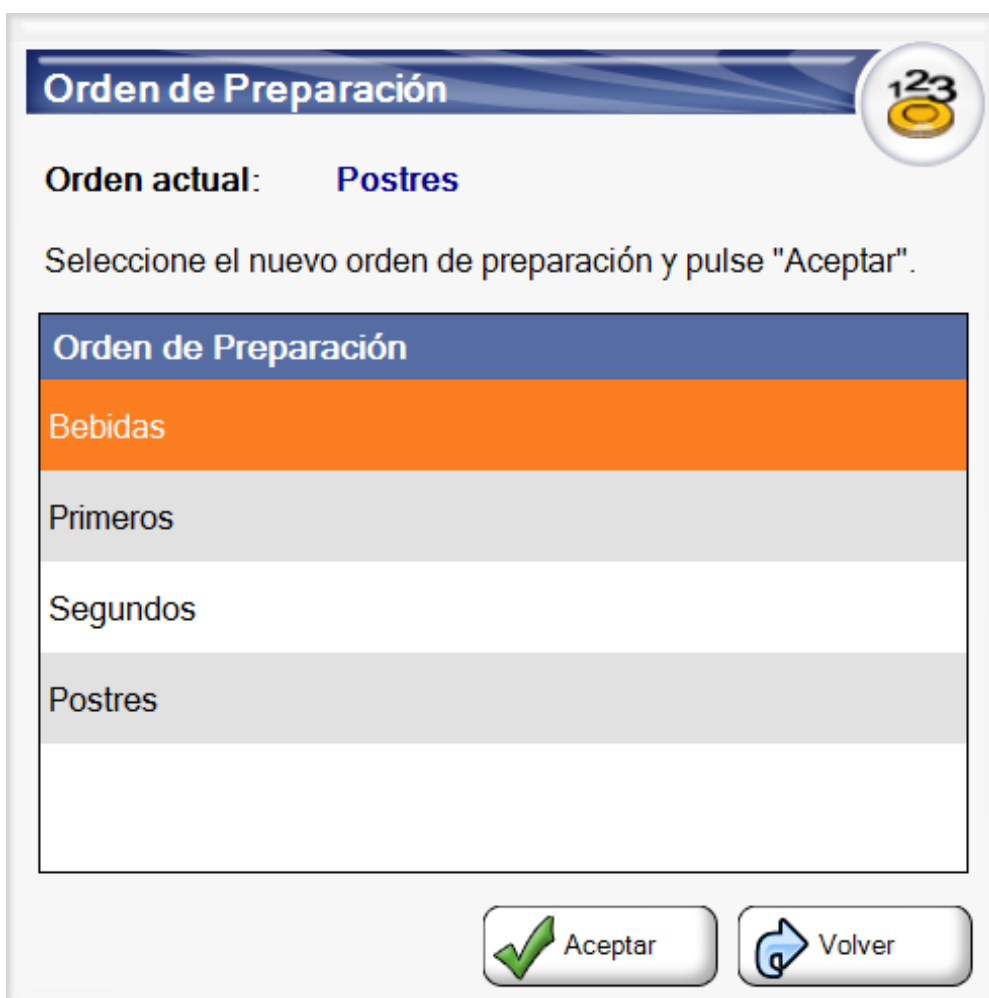 Orden de Preparación
123
Orden actual: Postres
Seleccione el nuevo orden de preparación y pulse "Aceptar".
Orden de Preparación
Bebidas
Primeros
Segundos
Postres
Aceptar
Volver